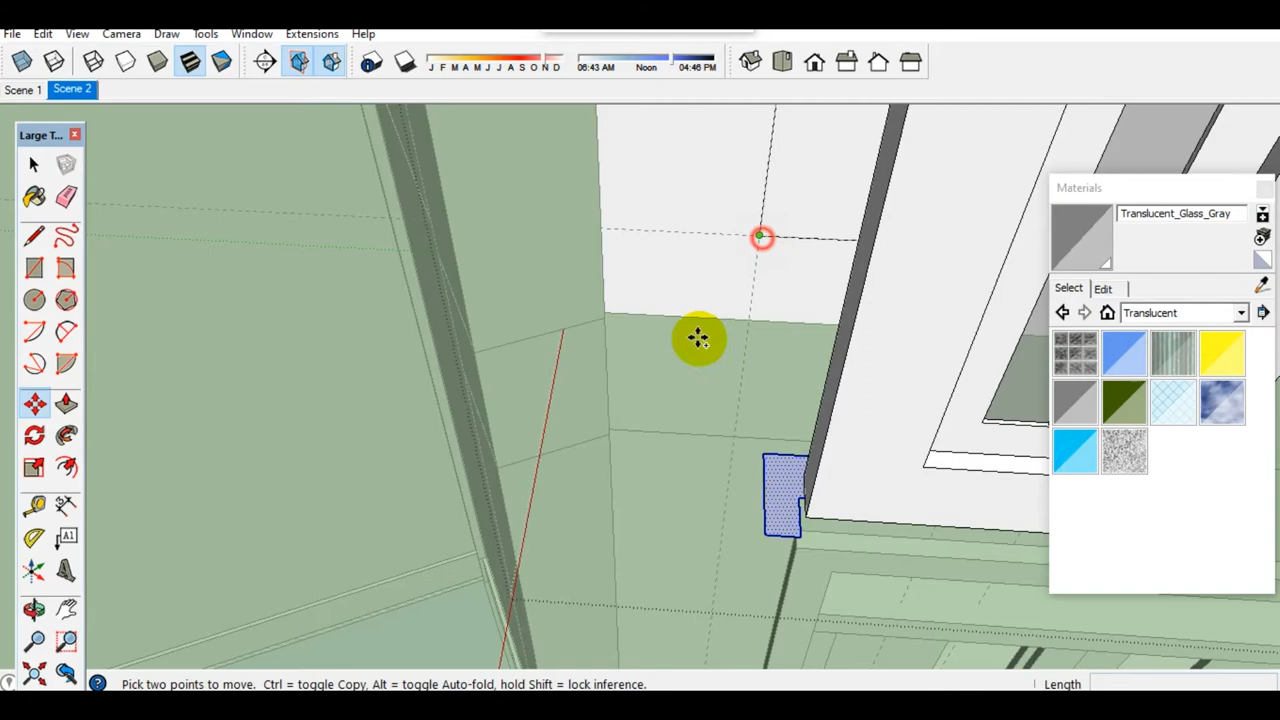 File Edit View Camera Draw Tools Window Extensions Help
J F M A M J J A S O N D
06:43 AM Noon 04:46 PM
Scene 1 Scene 2
Large T...
Materials
Translucent_Glass_Gray
Select Edit
Translucent
A1
Pick two points to move. Ctrl = toggle Copy, Alt = toggle Auto-fold, hold Shift = lock inference.
Length